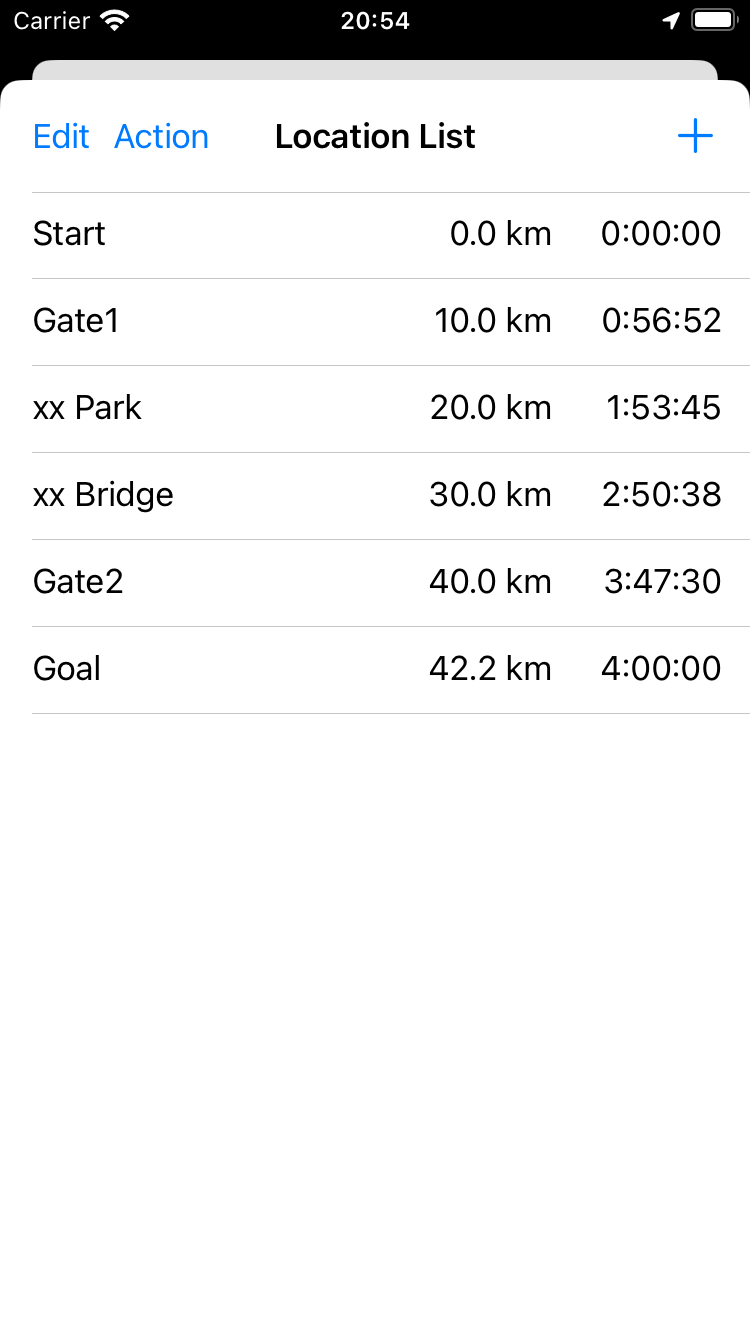 Carrier 20:54
Edit Action Location List +
Start 0.0 km 0:00:00
Gate1 10.0 km 0:56:52
xx Park 20.0 km 1:53:45
xx Bridge 30.0 km 2:50:38
Gate2 40.0 km 3:47:30
Goal 42.2 km 4:00:00